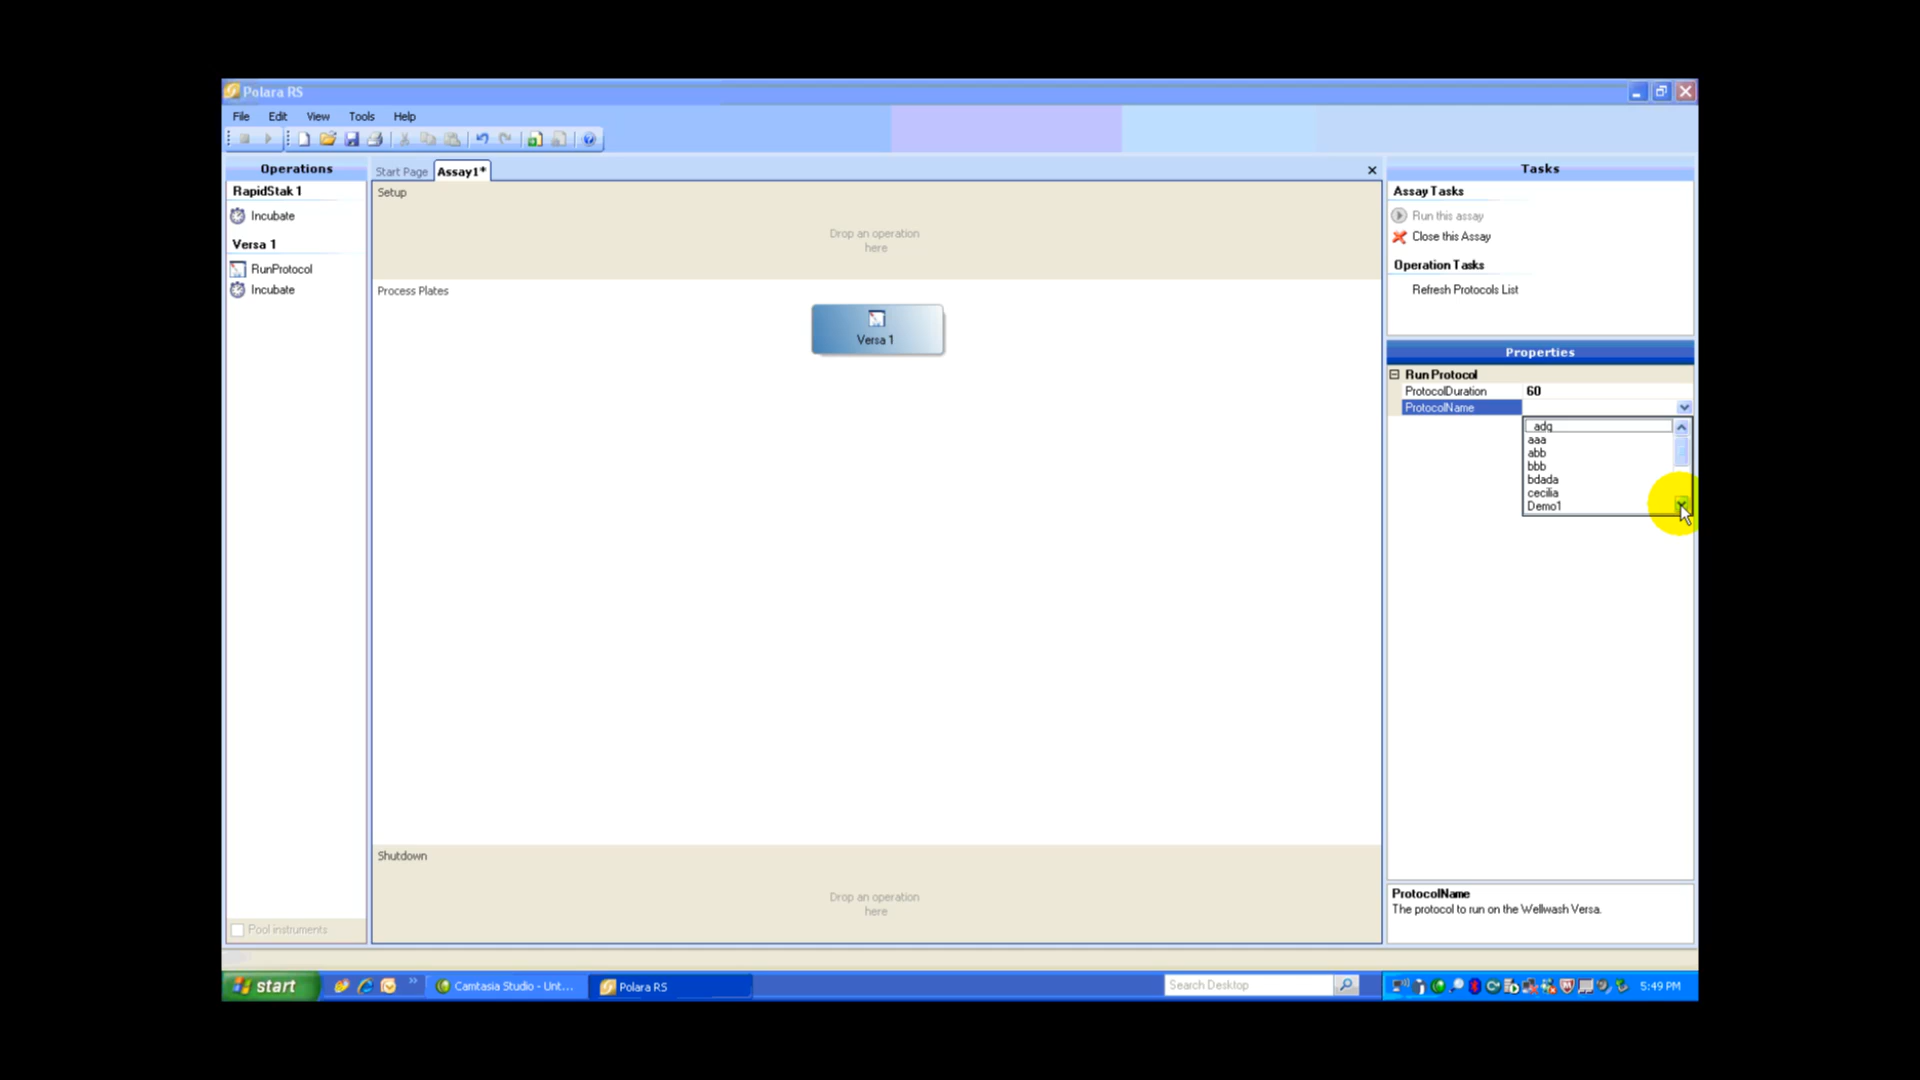 Polara RS
File Edit View Tools Help
Operations
RapidStak 1
Incubate
Versa 1
RunProtocol
Incubate
Pool instruments
Start Page Assay1*
Setup
Drop an operation
here
Process Plates
Versa 1
Shutdown
Drop an operation
here
Tasks
Assay Tasks
Run this assay
Close this Assay
Operation Tasks
Refresh Protocols List
Properties
Run Protocol
ProtocolDuration 60
ProtocolName
_adq
aaa
abb
bbb
bdada
cecilia
Demo1
ProtocolName
The protocol to run on the Wellwash Versa.
start Camtasia Studio - Unt... Polara RS Search Desktop 5:49 PM